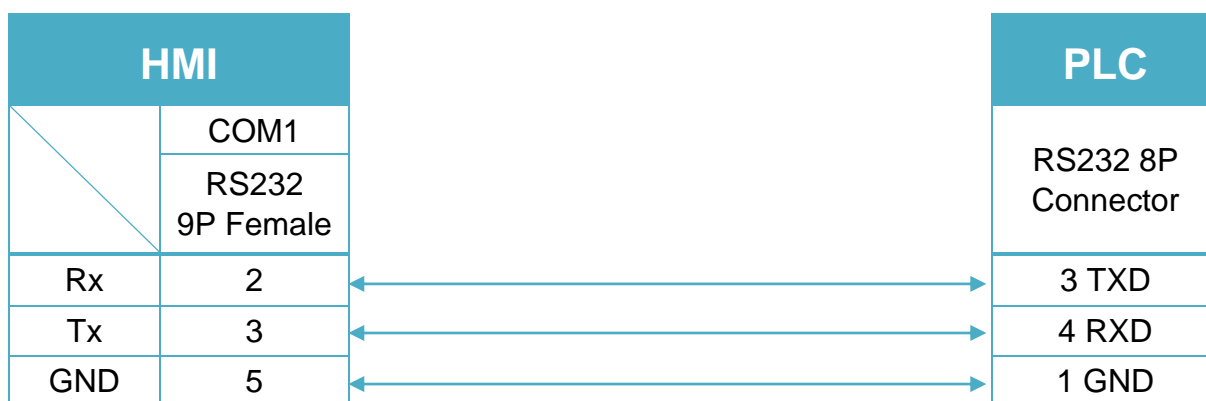 HMI PLC
COM1
RS232
9P Female
RS232 8P
Connector
Rx 2 3 TXD
Tx 3 4 RXD
GND 5 1 GND